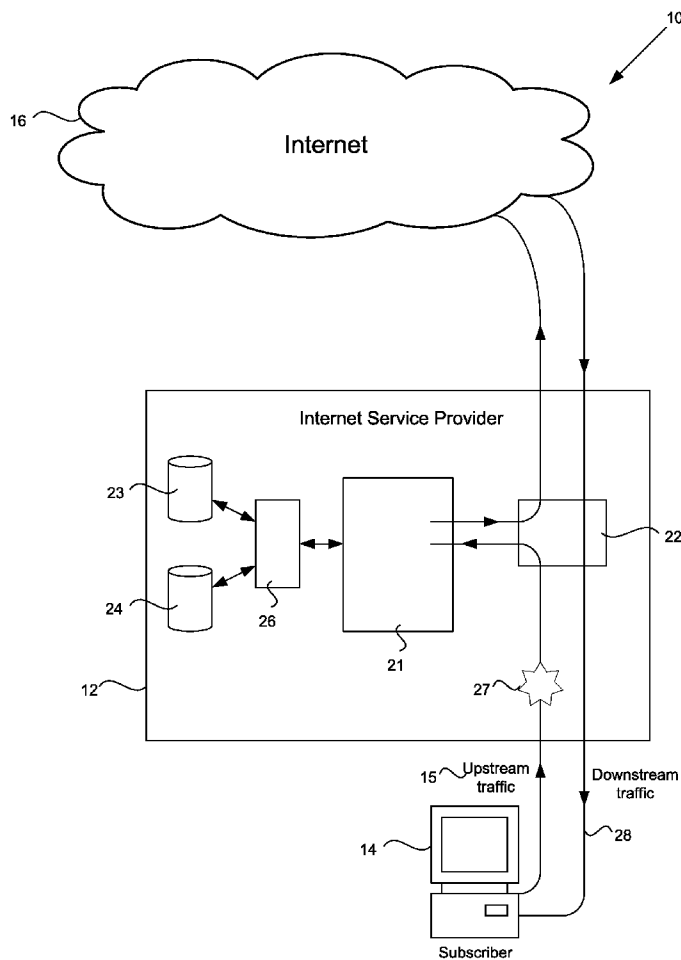 10
16
Internet
Internet Service Provider
23
22
24
26
21
12
27
15
Upstream
traffic
Downstream
traffic
14
28
Subscriber